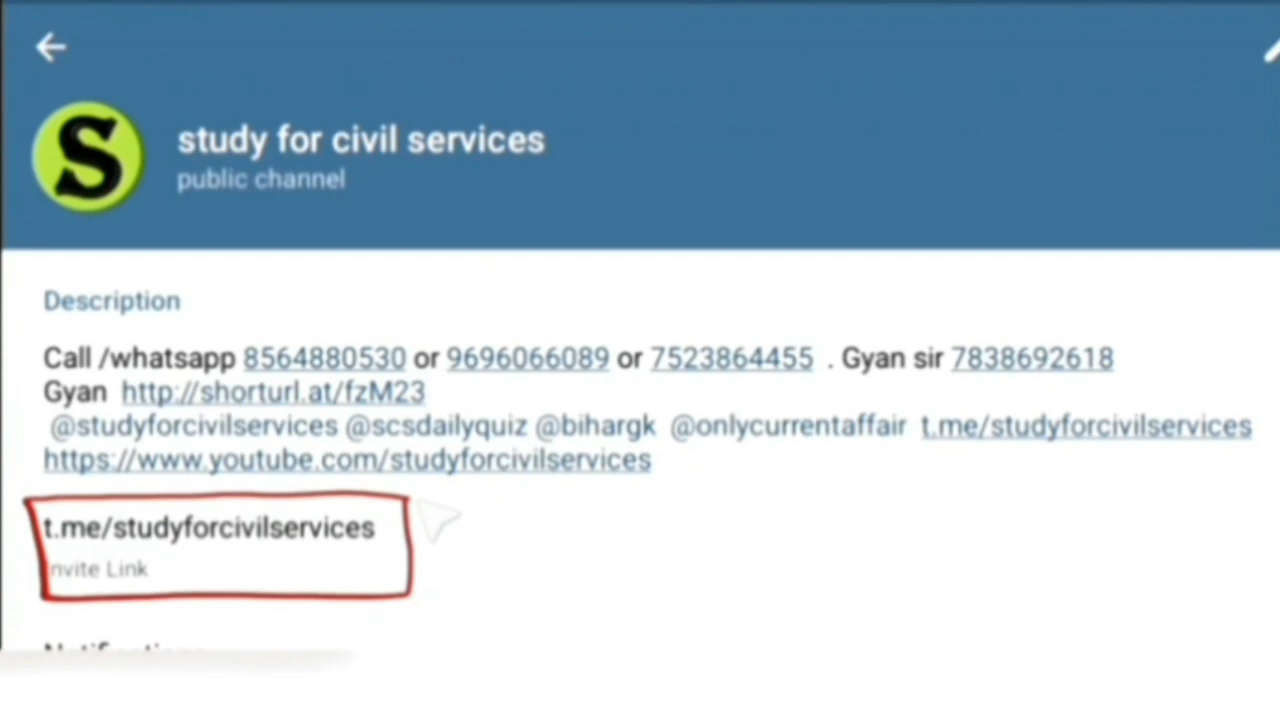 S
study for civil services
public channel
Description
Call /whatsapp 8564880530 or 9696066089 or 7523864455 . Gyan sir 7838692618
Gyan http://shorturl.at/fzM23
@studyforcivilservices @scsdailyquiz @bihargk @onlycurrentaffair t.me/studyforcivilservices
https://www.youtube.com/studyforcivilservices
t.me/studyforcivilservices
Invite Link